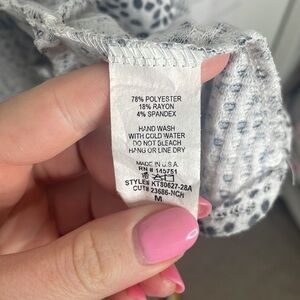 78% POLYESTER
18% RAYON
4% SPANDEX
HAND WASH
WITH COLD WATER
DO NOT BLEACH
HANG OR LINE DRY
MADE IN U.S.A.
RN # 145751
STYLE# KT80627-28A
CUT# 23686-NCH
M